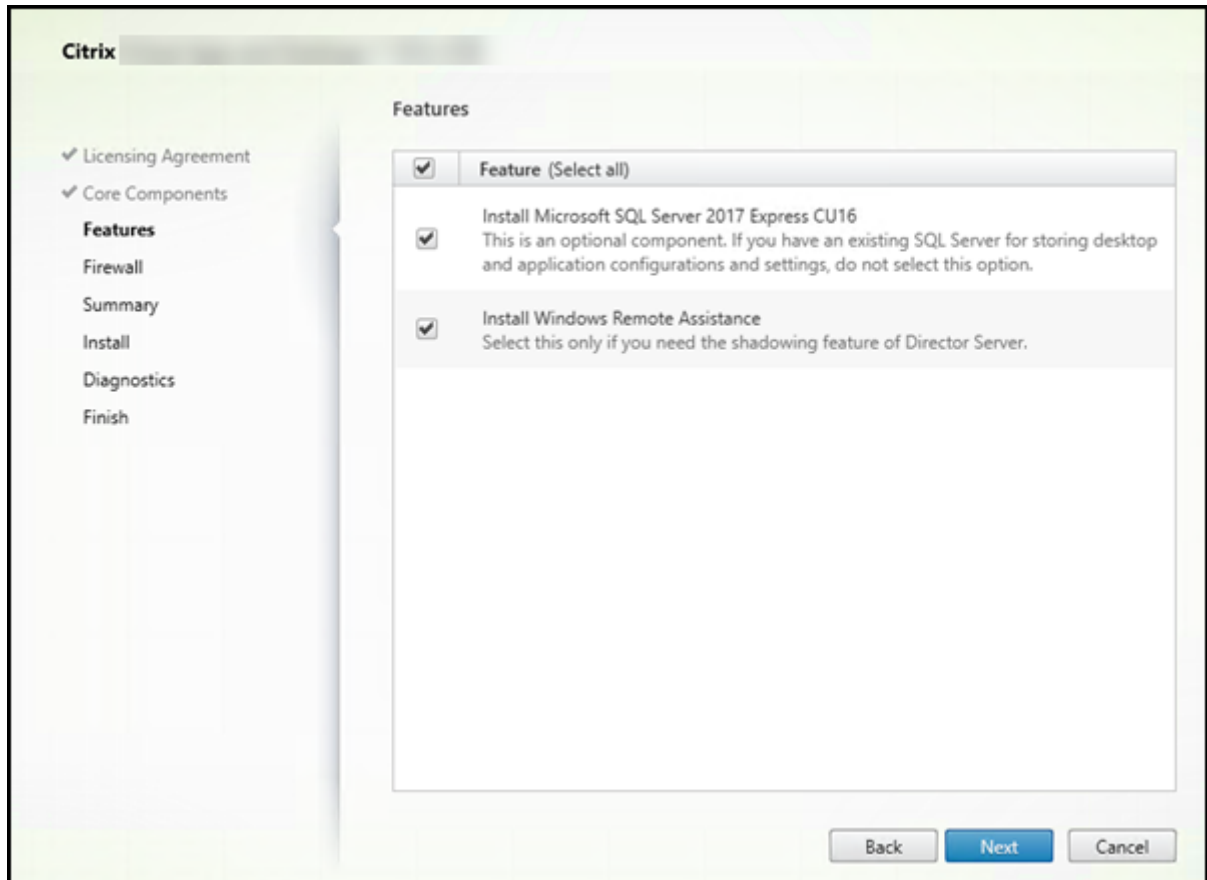 Citrix
Features
Licensing Agreement
Core Components
Features
Firewall
Summary
Install
Diagnostics
Finish
Feature (Select all)
Install Microsoft SQL Server 2017 Express CU16
This is an optional component. If you have an existing SQL Server for storing desktop
and application configurations and settings, do not select this option.
Install Windows Remote Assistance
Select this only if you need the shadowing feature of Director Server.
Back
Next
Cancel